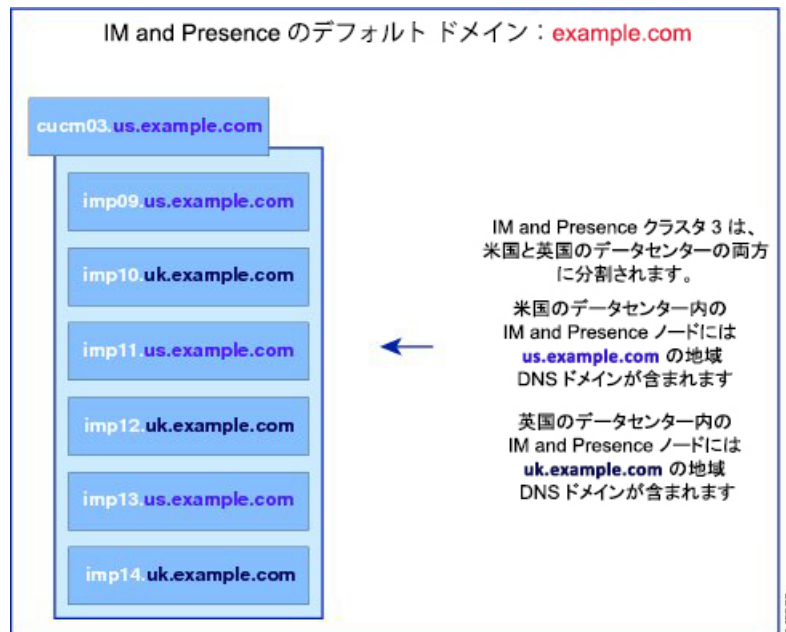 IM and Presence のデフォルト ドメイン：example.com
cucm03.us.example.com
imp09.us.example.com
imp10.uk.example.com
imp11.us.example.com
imp12.uk.example.com
imp13.us.example.com
imp14.uk.example.com
IM and Presence クラスタ 3 は、
米国と英国のデータセンターの両方
に分割されます。
米国のデータセンター内の
IM and Presence ノードには
us.example.com の地域
DNS ドメインが含まれます
英国のデータセンター内の
IM and Presence ノードには
uk.example.com の地域
DNS ドメインが含まれます